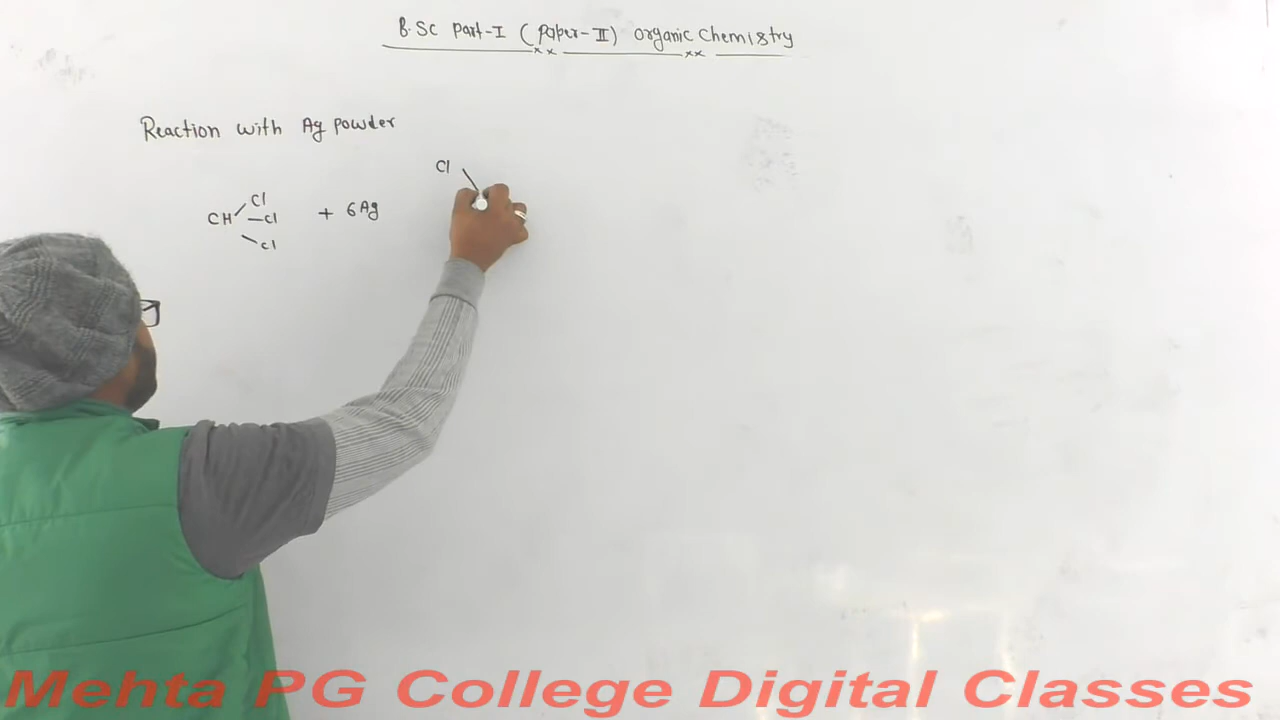 B.Sc Part-I (Paper-II) Organic Chemistry
Reaction with Ag powder
Cl
CH Cl
Cl + 6Ag
Cl
Mehta PG College Digital Classes